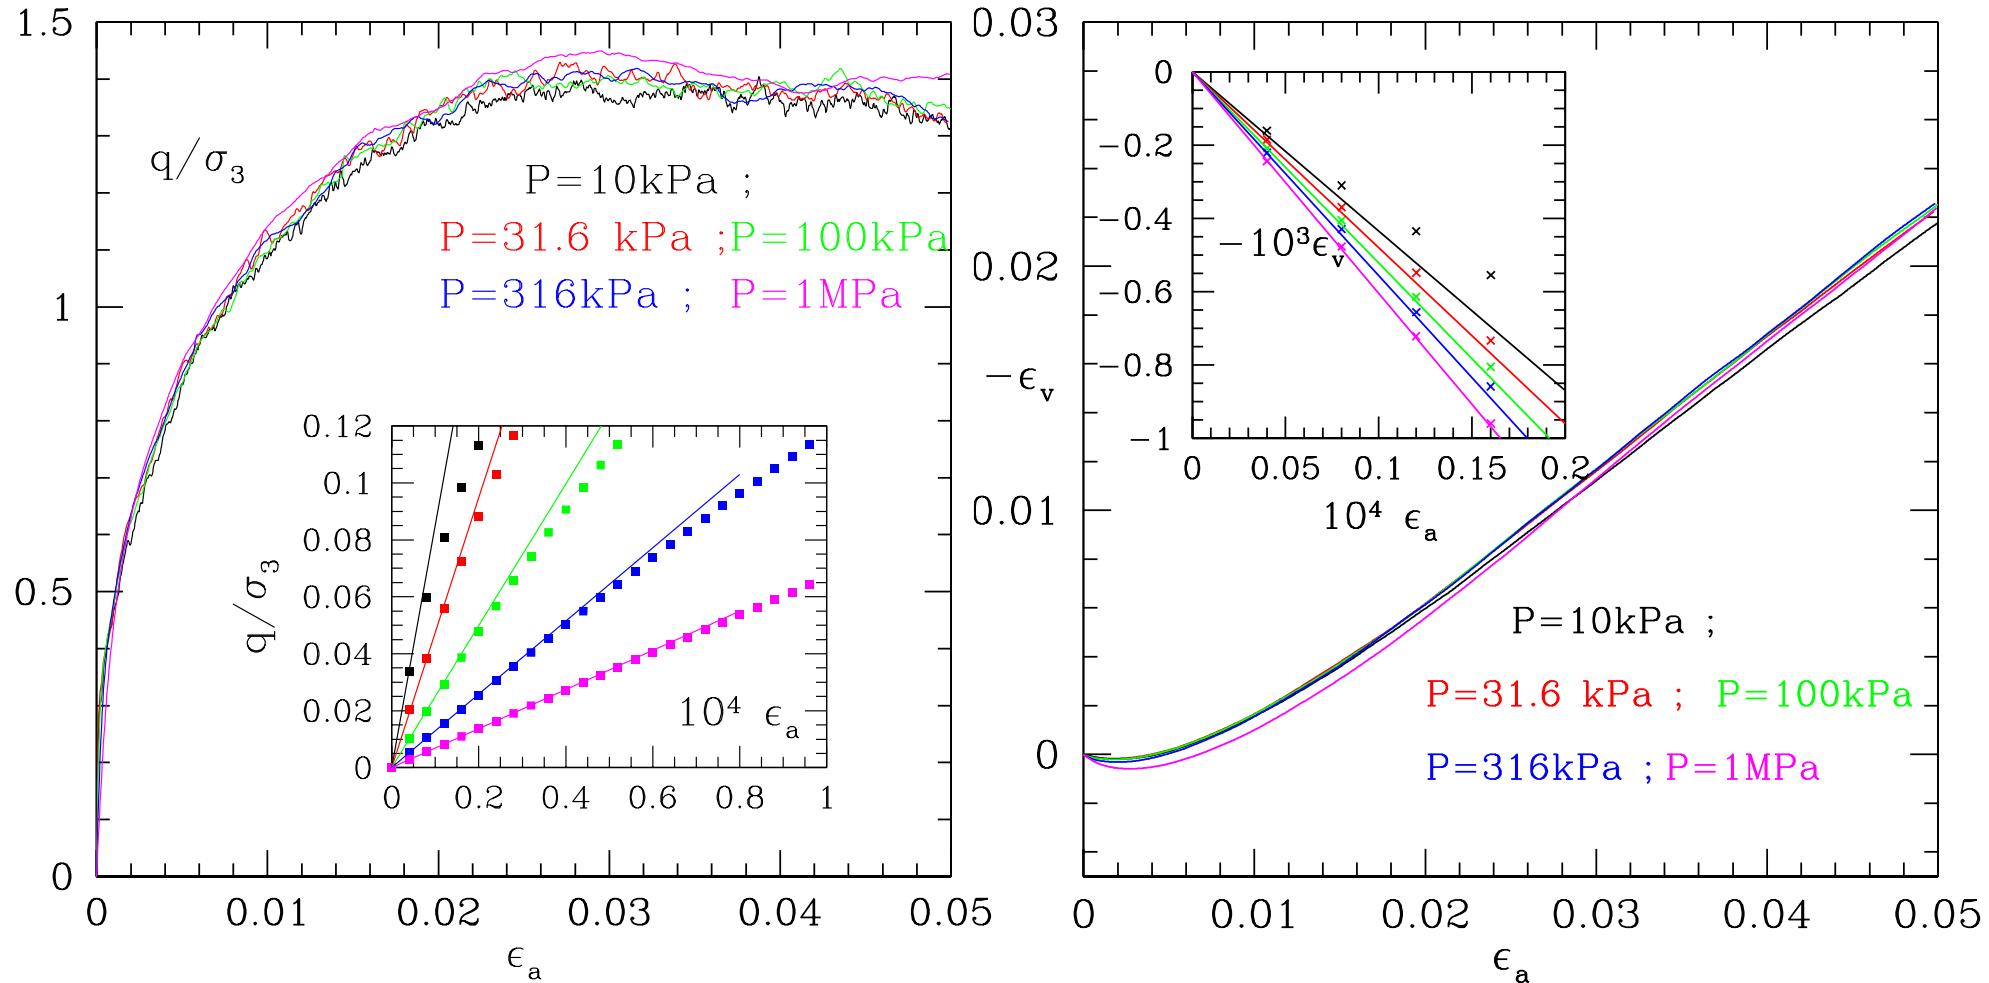 1.5
1
0.5
0
q/σ3
P=10kPa ;
P=31.6 kPa ;P=100kPa
P=316kPa ; P=1MPa
0.12
0.1
0.08
0.06
0.04
0.02
0
q/σ3
10⁴ ϵa
0 0.2 0.4 0.6 0.8 1
0 0.01 0.02 0.03 0.04 0.05
ϵa
0.03
0.02
−ϵv
0.01
0
0
−0.2
−0.4
−0.6
−0.8
−1
−10³ϵv
0 0.05 0.1 0.15 0.2
10⁴ ϵa
P=10kPa ;
P=31.6 kPa ; P=100kPa
P=316kPa ; P=1MPa
0 0.01 0.02 0.03 0.04 0.05
ϵa